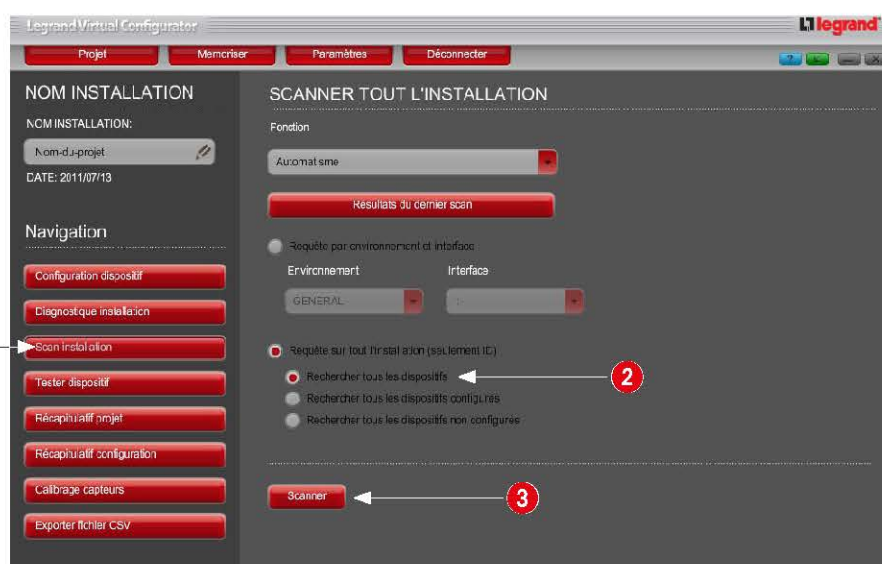 Legrand Virtual Configurator
legrand
Projet
Memoriser
Paramètres
Déconnecter
?
NOM INSTALLATION
NOM INSTALLATION:
Nom-du-projet
DATE: 2011/07/13
Navigation
Configuration dispositif
Diagnostique installation
Scan installation
Tester dispositif
Récapitulatif projet
Récapitulatif configuration
Calibrage capteurs
Exporter fichier CSV
SCANNER TOUT L'INSTALLATION
Fonction
Automatisme
Résultats du dernier scan
Requête par environnement et interface
Environnement
Interface
GENERAL
Requête sur tout l'installation (seulement ID)
Rechercher tous les dispositifs
2
Rechercher tous les dispositifs configurés
Rechercher tous les dispositifs non configurés
Scanner
3